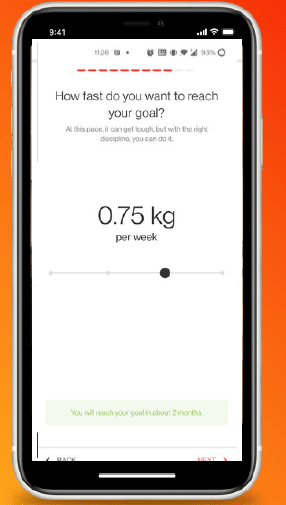 9:41
11:26
93%
How fast do you want to reach
your goal?
At this pace, it can get tough, but with the right
discipline, you can do it.
0.75 kg
per week
You will reach your goal in about 2 months.
BACK
NEXT